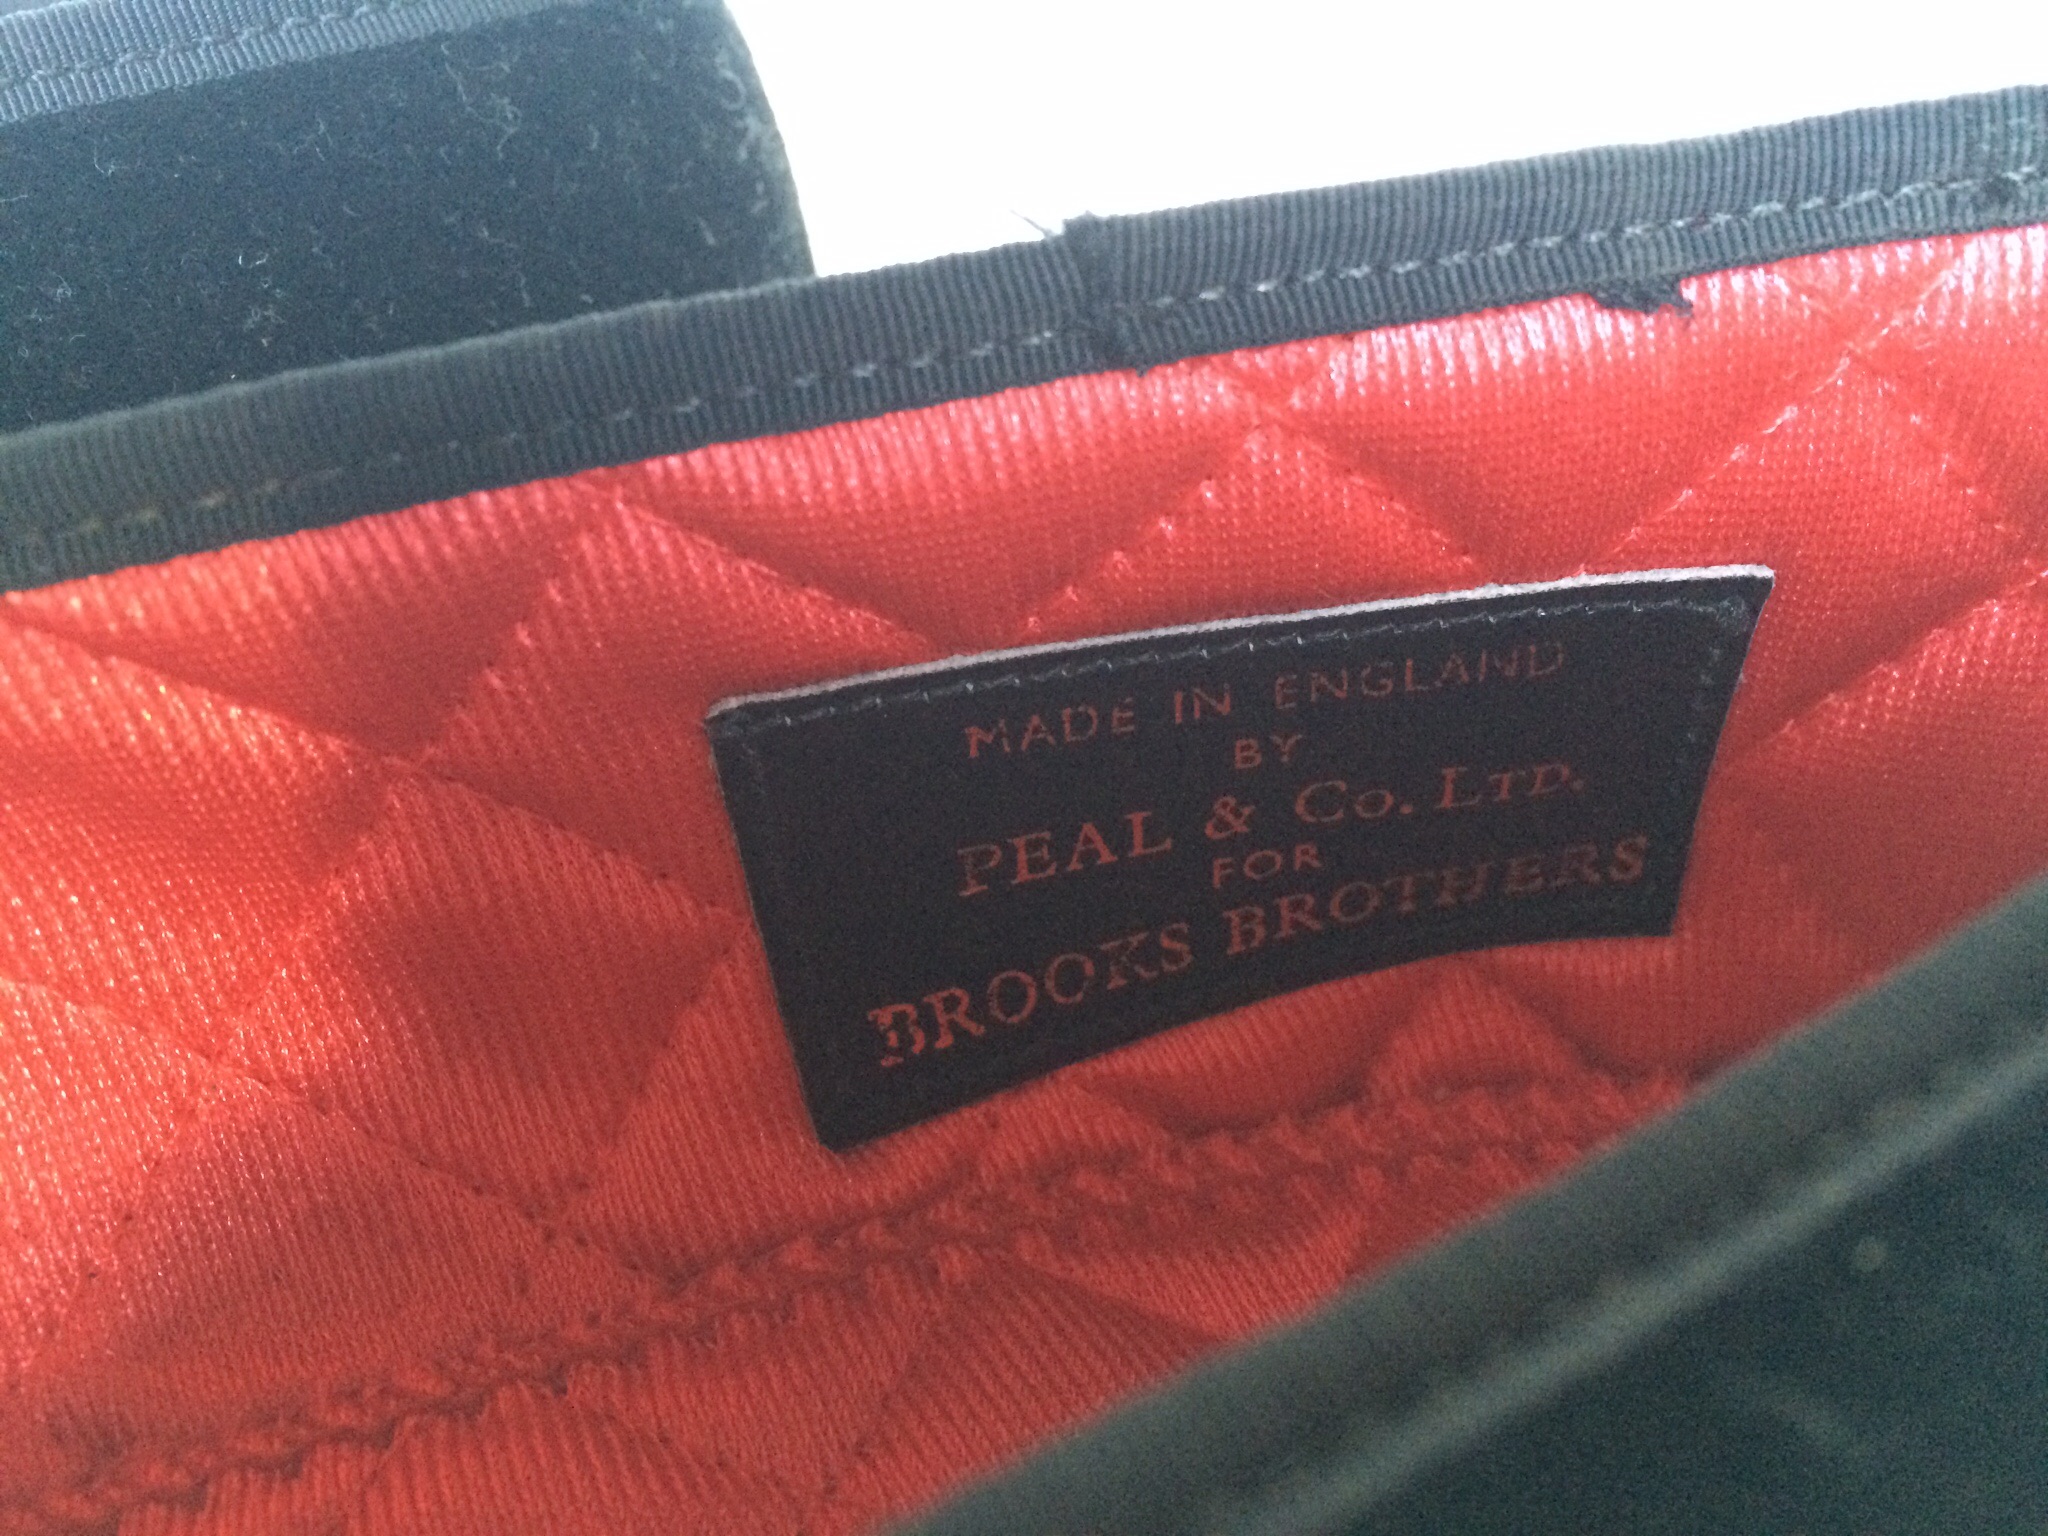 MADE IN ENGLAND
BY
PEAL & Co. LTD.
FOR
BROOKS BROTHERS